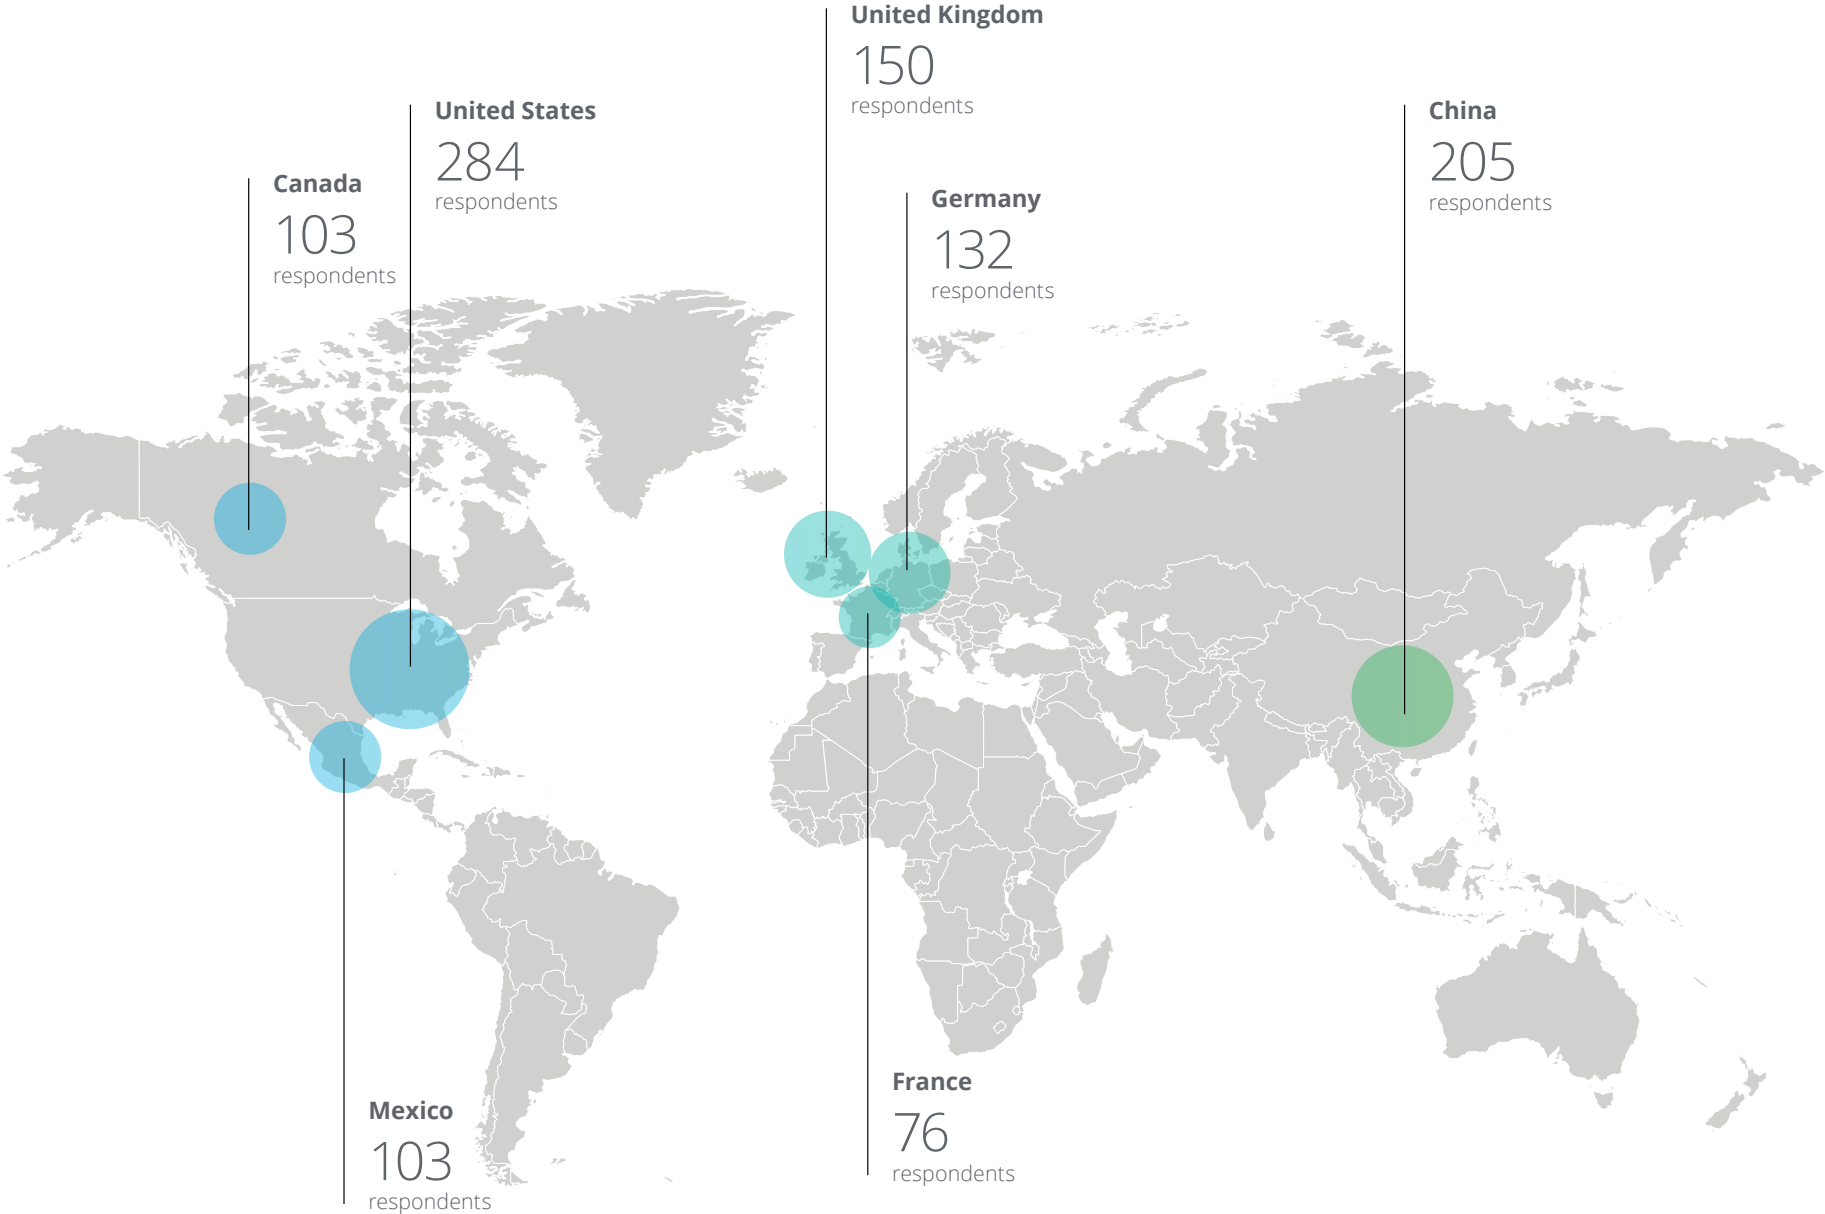 United Kingdom
150
respondents
United States
284
respondents
China
205
respondents
Canada
103
respondents
Germany
132
respondents
France
76
respondents
Mexico
103
respondents